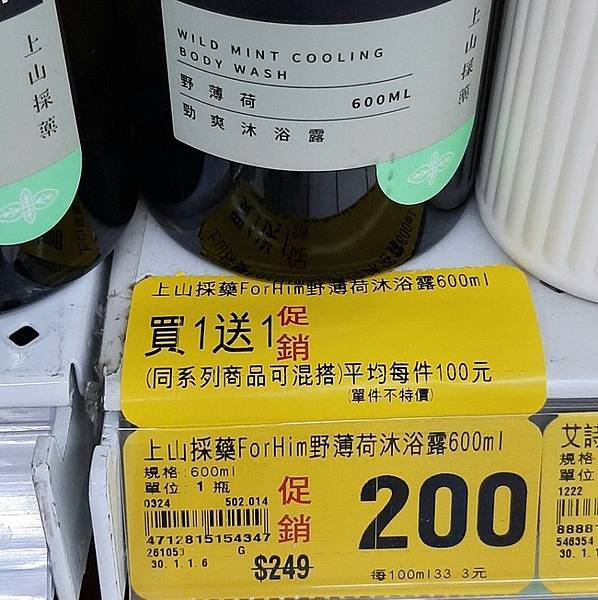 上山採藥
WILD MINT COOLING
BODY WASH
野薄荷 600ML
勁爽沐浴露
上山採藥
上山採藥ForHim野薄荷沐浴露600ml
買1送1促銷
(同系列商品可混搭)平均每件100元
(單件不特價)
上山採藥ForHim野薄荷沐浴露600ml
規格:600ml
單位:1 瓶
0324 502.014
4712815154347
261053 G
30. 1. 1. 6
促銷
$249
200
每100ml33.3元
艾詩
規格
單位
1222
8888
546354
30. 1. 1